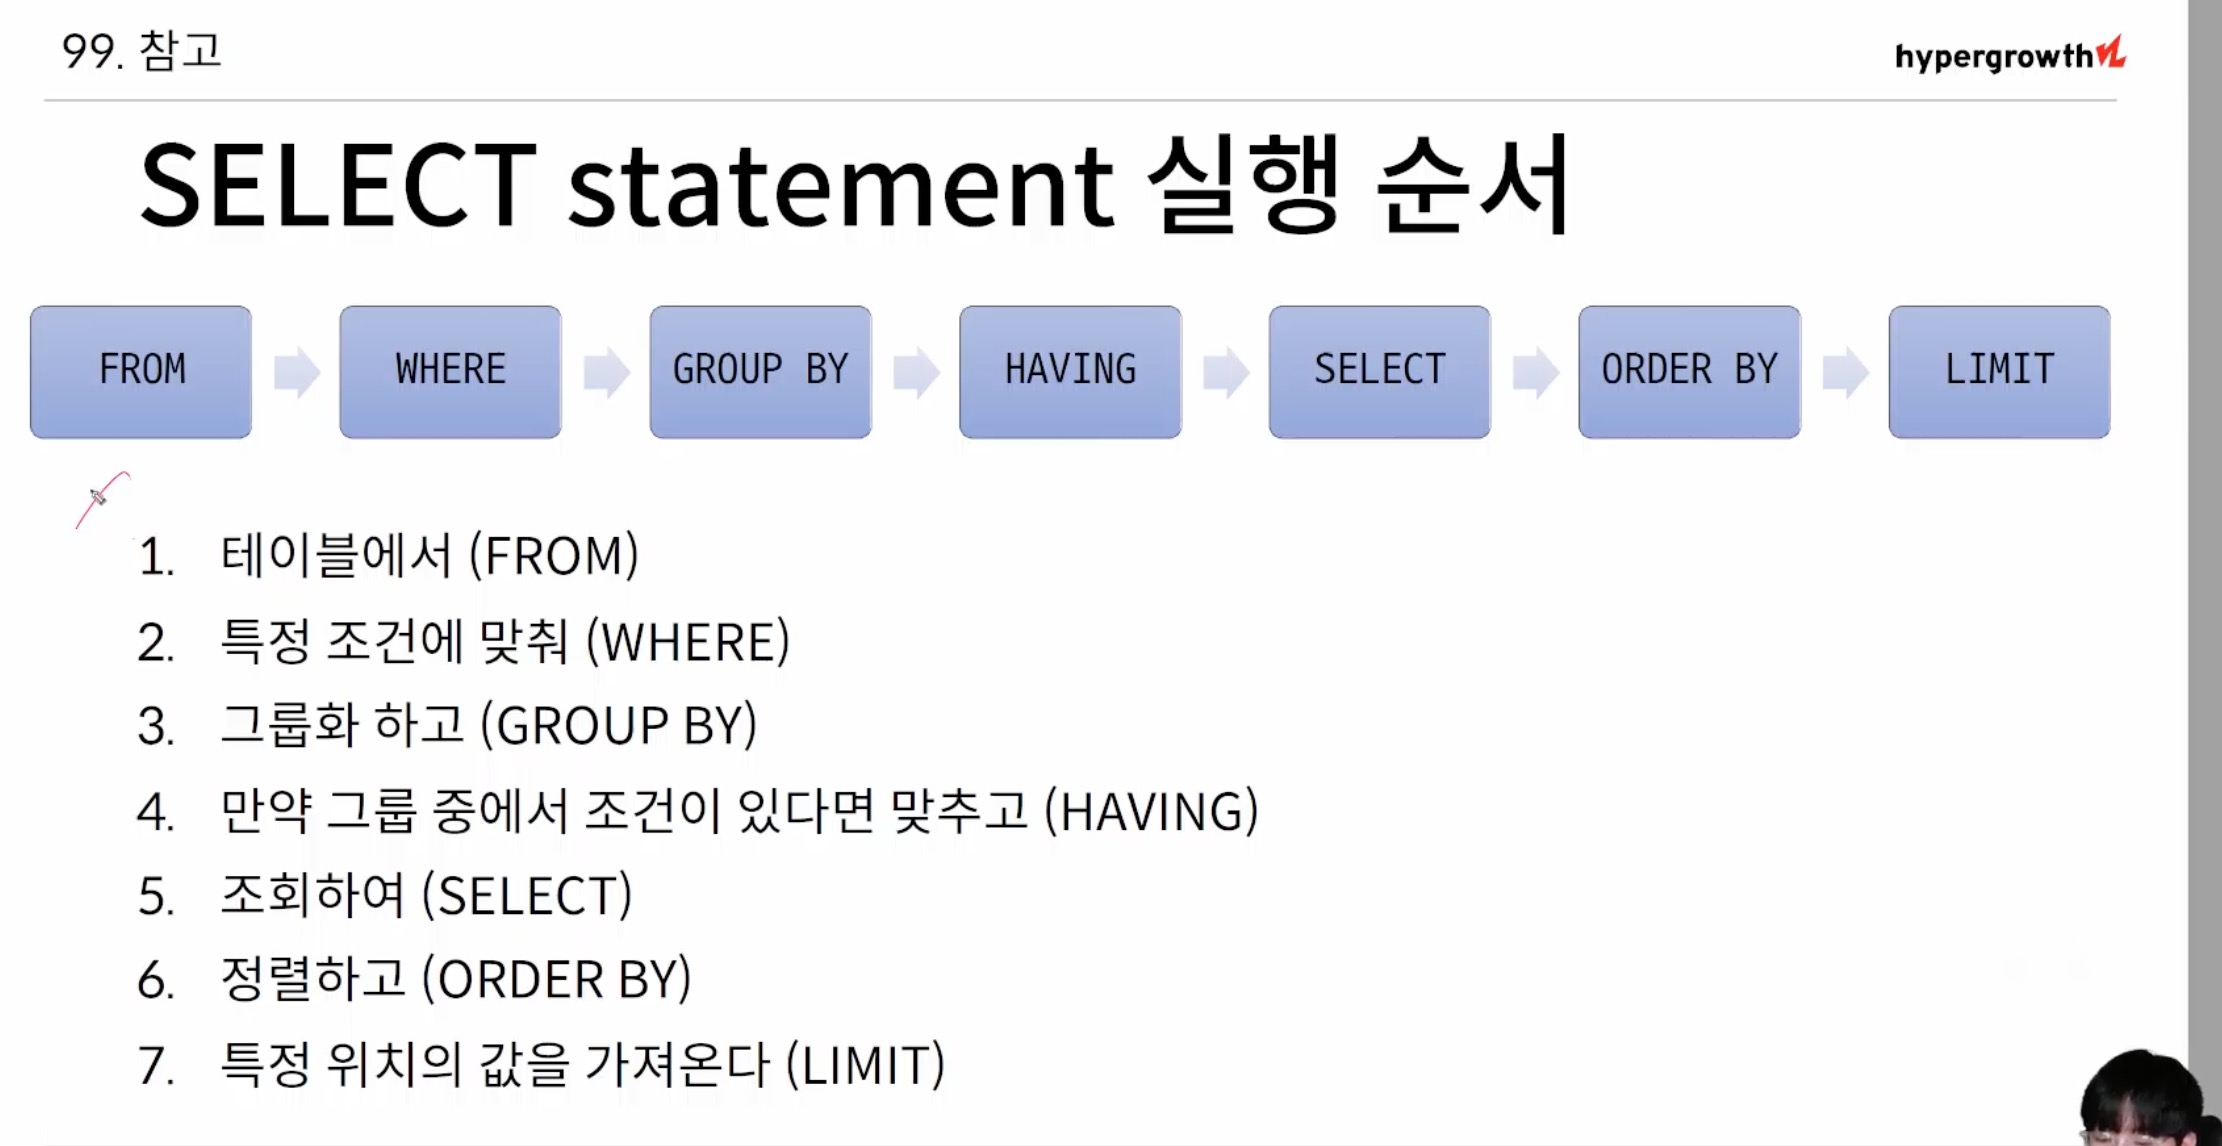 99. 참고
hypergrowth
SELECT statement 실행 순서
FROM
WHERE
GROUP BY
HAVING
SELECT
ORDER BY
LIMIT
1. 테이블에서 (FROM)
2. 특정 조건에 맞춰 (WHERE)
3. 그룹화 하고 (GROUP BY)
4. 만약 그룹 중에서 조건이 있다면 맞추고 (HAVING)
5. 조회하여 (SELECT)
6. 정렬하고 (ORDER BY)
7. 특정 위치의 값을 가져온다 (LIMIT)